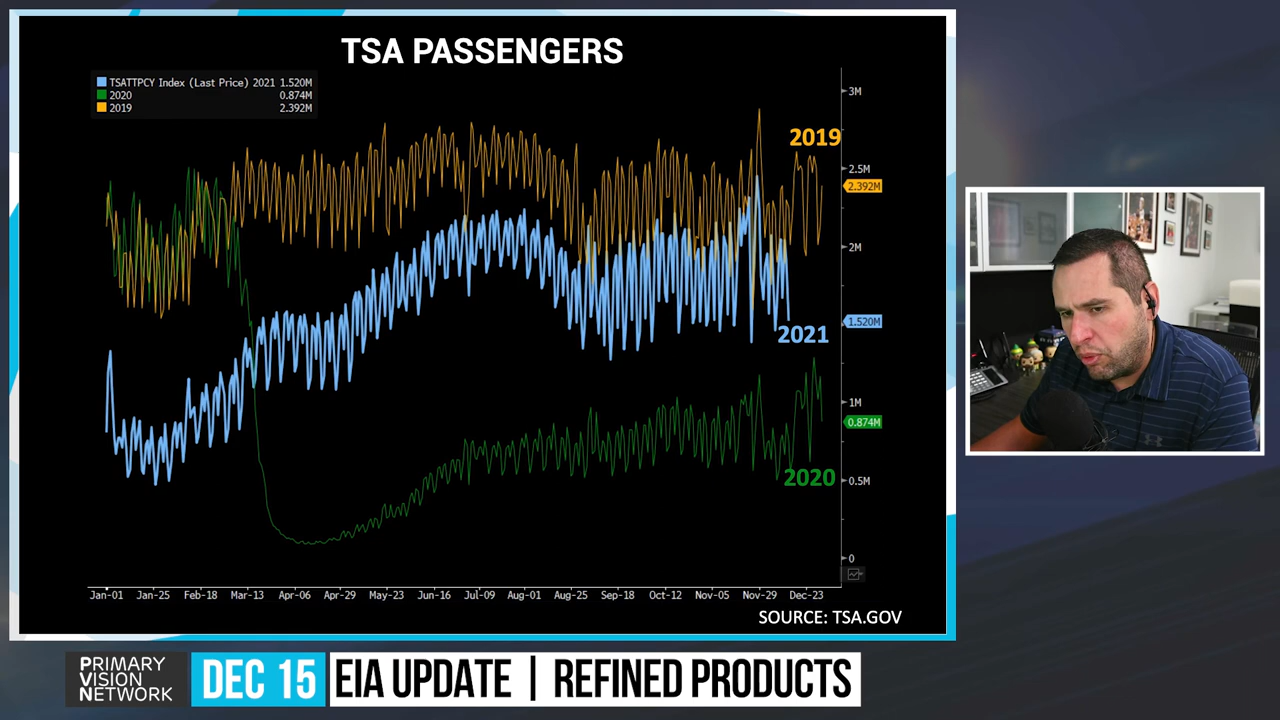 TSA PASSENGERS
TSATTPCY Index (Last Price) 2021 1.520M
2020 0.874M
2019 2.392M
3M
2019
2.5M
2.392M
2M
1.520M
2021
1M
0.874M
2020
0.5M
0
Jan-01 Jan-25 Feb-18 Mar-13 Apr-06 Apr-29 May-23 Jun-16 Jul-09 Aug-01 Aug-25 Sep-18 Oct-12 Nov-05 Nov-29 Dec-23
SOURCE: TSA.GOV
PRIMARY
VISION
NETWORK
DEC 15
EIA UPDATE | REFINED PRODUCTS